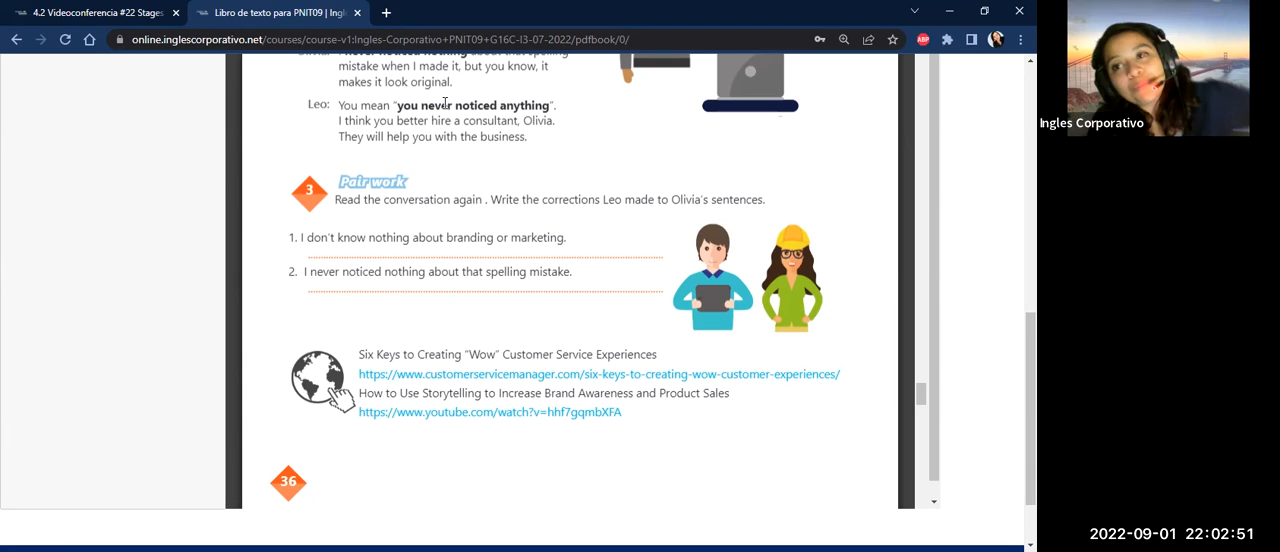 4.2 Videoconferencia #22 Stages
Libro de texto para PNIT09 | Ingl
online.inglescorporativo.net/courses/course-v1:Ingles-Corporativo+PNIT09+G16C-I3-07-2022/pdfbook/0/
ABP
mistake when I made it, but you know, it
makes it look original.
Leo: You mean "you never noticed anything".
I think you better hire a consultant, Olivia.
They will help you with the business.
3 Pair work
Read the conversation again . Write the corrections Leo made to Olivia's sentences.
1. I don't know nothing about branding or marketing.
2. I never noticed nothing about that spelling mistake.
Six Keys to Creating "Wow" Customer Service Experiences
https://www.customerservicemanager.com/six-keys-to-creating-wow-customer-experiences/
How to Use Storytelling to Increase Brand Awareness and Product Sales
https://www.youtube.com/watch?v=hhf7gqmbXFA
36
Ingles Corporativo
2022-09-01 22:02:51